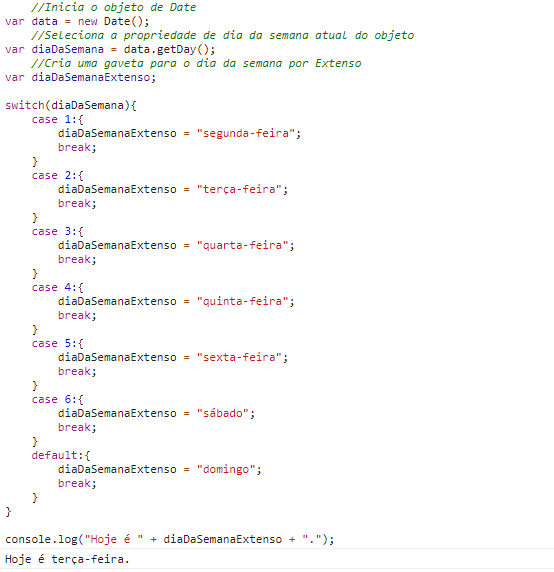 //Inicia o objeto de Date
var data = new Date();
//Seleciona a propriedade de dia da semana atual do objeto
var diaDaSemana = data.getDay();
//Cria uma gaveta para o dia da semana por Extenso
var diaDaSemanaExtenso;
switch(diaDaSemana){
case 1:{
diaDaSemanaExtenso = "segunda-feira";
break;
}
case 2:{
diaDaSemanaExtenso = "terça-feira";
break;
}
case 3:{
diaDaSemanaExtenso = "quarta-feira";
break;
}
case 4:{
diaDaSemanaExtenso = "quinta-feira";
break;
}
case 5:{
diaDaSemanaExtenso = "sexta-feira";
break;
}
case 6:{
diaDaSemanaExtenso = "sábado";
break;
}
default:{
diaDaSemanaExtenso = "domingo";
break;
}
}
console.log("Hoje é " + diaDaSemanaExtenso + ".");
Hoje é terça-feira.